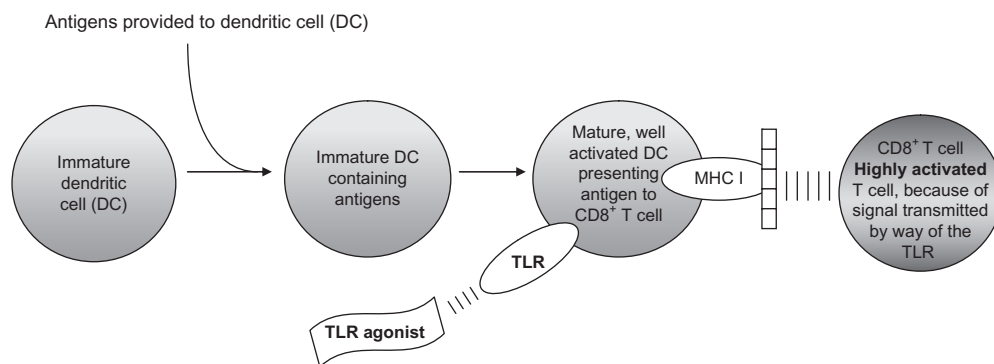 Antigens provided to dendritic cell (DC)
Immature
dendritic
cell (DC)
Immature DC
containing
antigens
Mature, well
activated DC
presenting
antigen to
CD8⁺ T cell
MHC I
CD8⁺ T cell
Highly activated
T cell, because of
signal transmitted
by way of the
TLR
TLR
TLR agonist